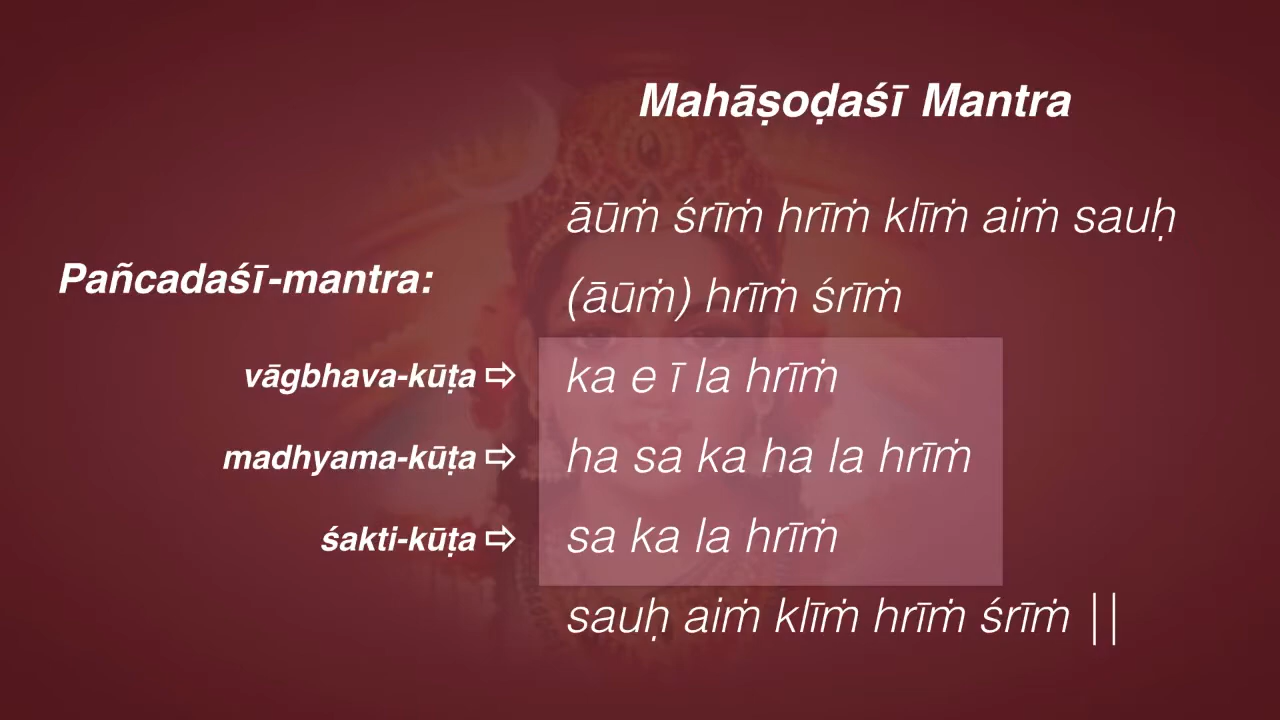 Mahāṣoḍaśī Mantra
āūṁ śrīṁ hrīṁ klīṁ aiṁ sauḥ
Pañcadaśī-mantra:
(āūṁ) hrīṁ śrīṁ
vāgbhava-kūṭa ⇨ ka e ī la hrīṁ
madhyama-kūṭa ⇨ ha sa ka ha la hrīṁ
śakti-kūṭa ⇨ sa ka la hrīṁ
sauḥ aiṁ klīṁ hrīṁ śrīṁ ||